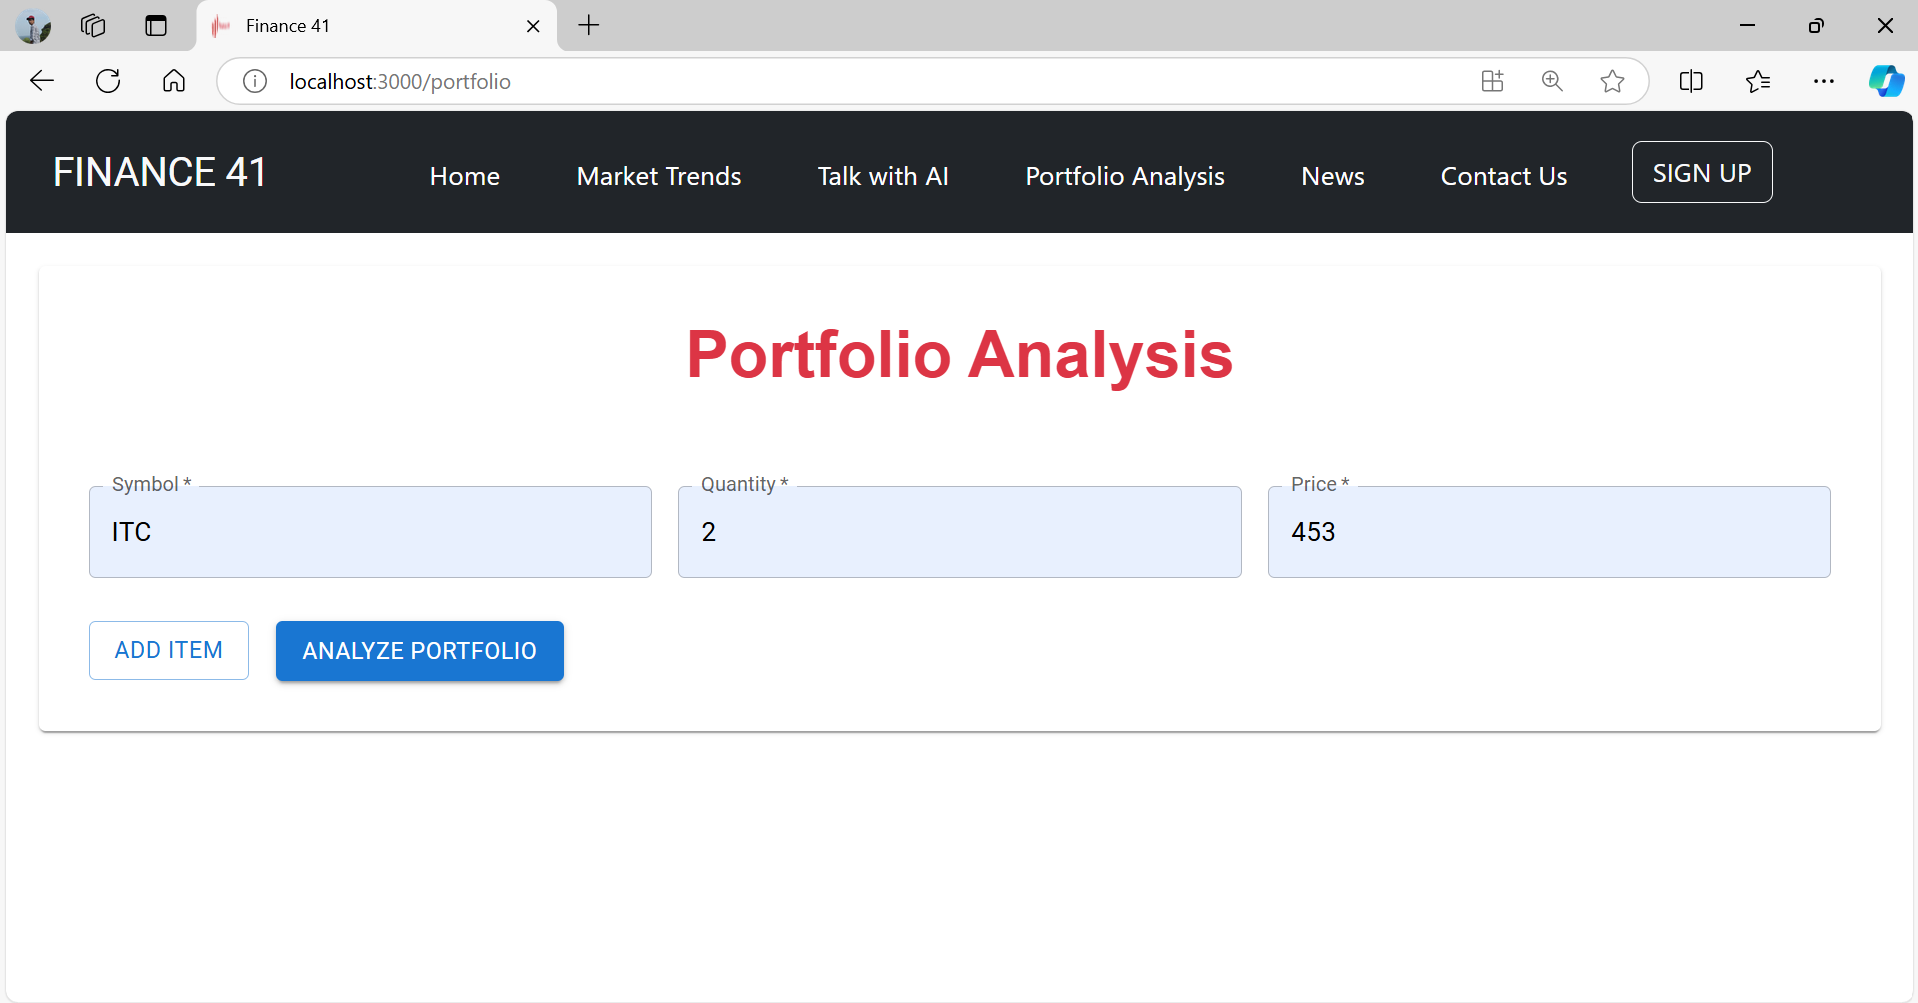 Finance 41
localhost:3000/portfolio
FINANCE 41 Home Market Trends Talk with AI Portfolio Analysis News Contact Us SIGN UP
Portfolio Analysis
Symbol * Quantity * Price *
ITC 2 453
ADD ITEM ANALYZE PORTFOLIO